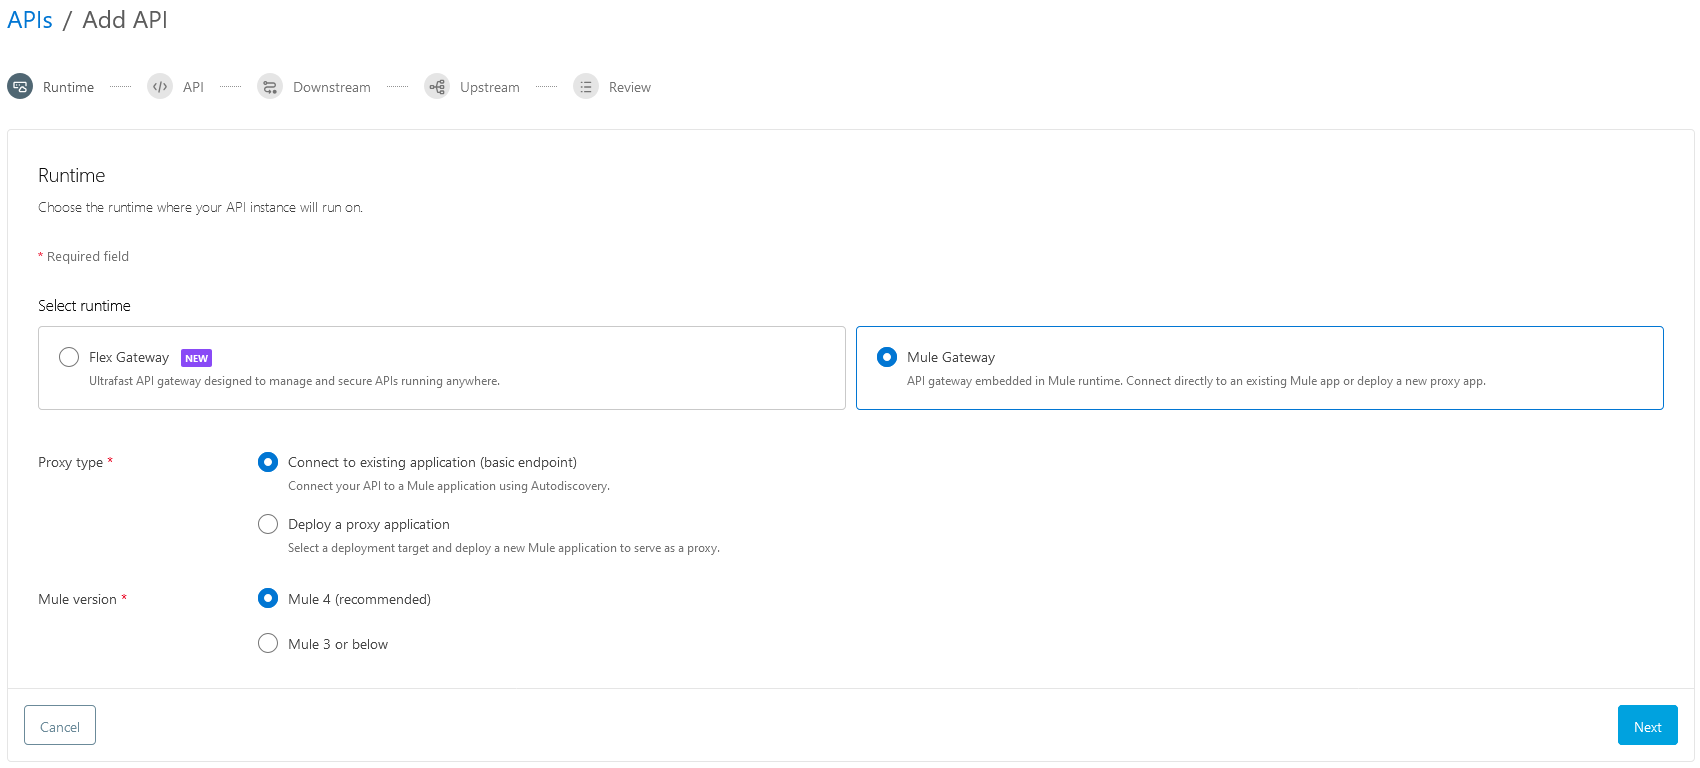 APIs / Add API
Runtime API Downstream Upstream Review
Runtime
Choose the runtime where your API instance will run on.
* Required field
Select runtime
Flex Gateway NEW
Ultrafast API gateway designed to manage and secure APIs running anywhere.
Mule Gateway
API gateway embedded in Mule runtime. Connect directly to an existing Mule app or deploy a new proxy app.
Proxy type *
Connect to existing application (basic endpoint)
Connect your API to a Mule application using Autodiscovery.
Deploy a proxy application
Select a deployment target and deploy a new Mule application to serve as a proxy.
Mule version *
Mule 4 (recommended)
Mule 3 or below
Cancel
Next